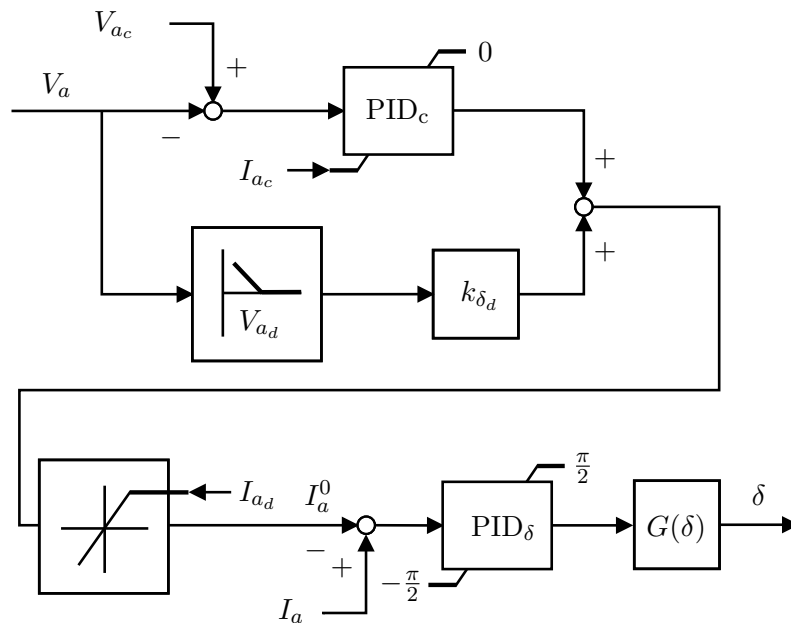 V_{a_c}
+
0
V_a
PID_c
−
I_{a_c}
+
+
k_{δ_d}
V_{a_d}
π/2
I_{a_d}
I_a^0
PID_δ
G(δ)
δ
−
+
−π/2
I_a